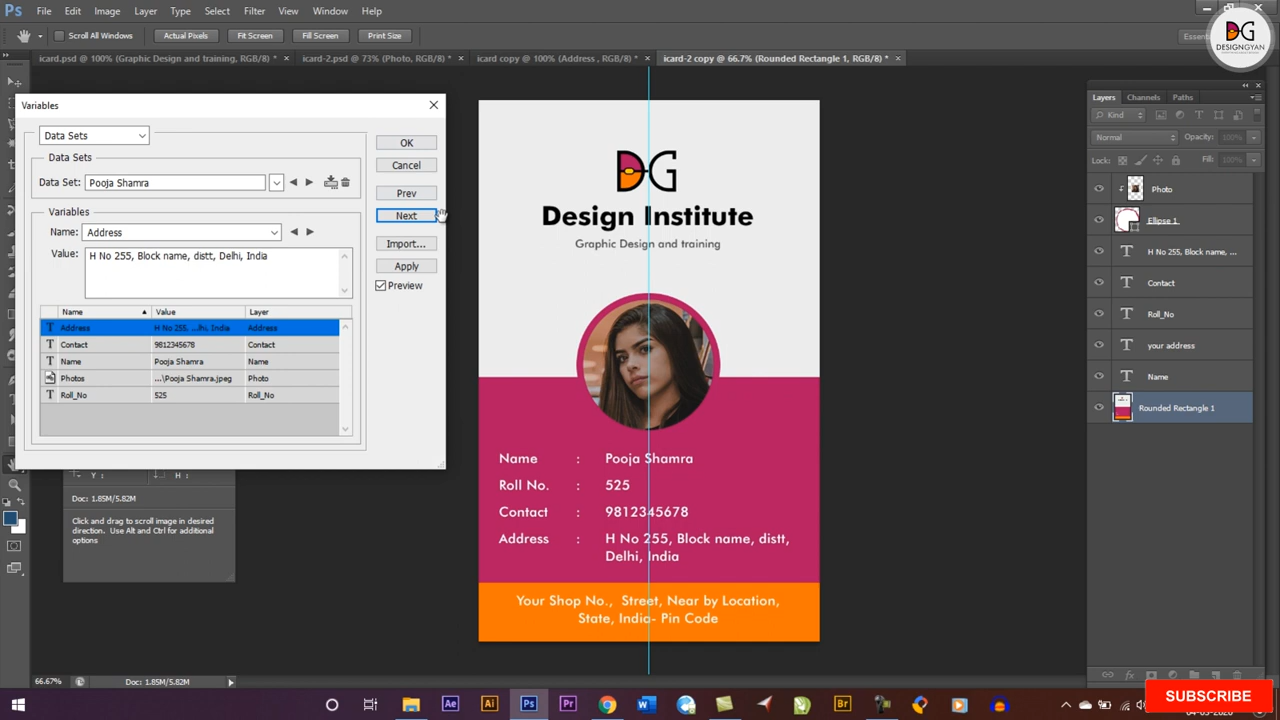 Ps File Edit Image Layer Type Select Filter View Window Help
Scroll All Windows Actual Pixels Fit Screen Fill Screen Print Size
icard.psd @ 100% (Graphic Design and training, RGB/8) * × icard-2.psd @ 73% (Photo, RGB/8) * × icard copy @ 100% (Address , RGB/8) * × icard-2 copy @ 66.7% (Rounded Rectangle 1, RGB/8) * ×
DG
DESIGNGYAN
Variables
Data Sets
OK
Data Sets
Cancel
Data Set: Pooja Shamra
Prev
Variables
Next
Name: Address
Import...
Value: H No 255, Block name, distt, Delhi, India
Apply
Preview
Name Value Layer
T Address H No 255, ...lhi, India Address
T Contact 9812345678 Contact
T Name Pooja Shamra Name
Photos ...\Pooja Shamra.jpeg Photo
T Roll_No 525 Roll_No
Y : H :
Doc: 1.85M/5.82M
Click and drag to scroll image in desired
direction. Use Alt and Ctrl for additional
options
DG
Design Institute
Graphic Design and training
Name : Pooja Shamra
Roll No. : 525
Contact : 9812345678
Address : H No 255, Block name, distt,
Delhi, India
Your Shop No., Street, Near by Location,
State, India- Pin Code
Layers Channels Paths
Kind
Normal Opacity: 100%
Lock: Fill: 100%
Photo
Ellipse 1
T H No 255, Block name, ...
T Contact
T Roll_No
T your address
T Name
Rounded Rectangle 1
66.67% Doc: 1.85M/5.82M
Ae Ai Ps Pr W Br
SUBSCRIBE